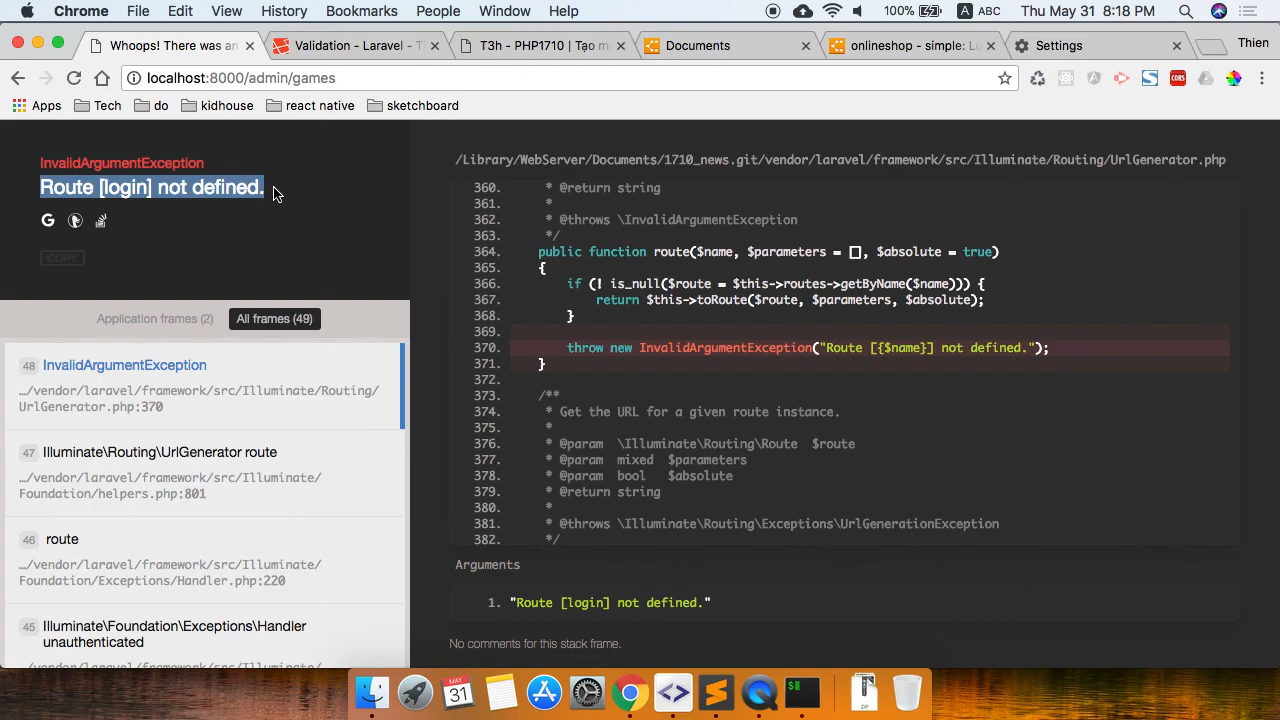 Chrome File Edit View History Bookmarks People Window Help 100% A ABC Thu May 31 8:18 PM
Whoops! There was an Validation - Laravel - T T3h - PHP1710 | Tạo m Documents onlineshop - simple: Settings Thien
localhost:8000/admin/games CORS
Apps Tech do kidhouse react native sketchboard
InvalidArgumentException
Route [login] not defined.
COPY
Application frames (2) All frames (49)
48 InvalidArgumentException
…/vendor/laravel/framework/src/Illuminate/Routing/
UrlGenerator.php:370
47 Illuminate\Routing\UrlGenerator route
…/vendor/laravel/framework/src/Illuminate/
Foundation/helpers.php:801
46 route
…/vendor/laravel/framework/src/Illuminate/
Foundation/Exceptions/Handler.php:220
45 Illuminate\Foundation\Exceptions\Handler
unauthenticated
/Library/WebServer/Documents/1710_news.git/vendor/laravel/framework/src/Illuminate/Routing/UrlGenerator.php
360. * @return string
361. *
362. * @throws \InvalidArgumentException
363. */
364. public function route($name, $parameters = [], $absolute = true)
365. {
366. if (! is_null($route = $this->routes->getByName($name))) {
367. return $this->toRoute($route, $parameters, $absolute);
368. }
369.
370. throw new InvalidArgumentException("Route [{$name}] not defined.");
371. }
372.
373. /**
374. * Get the URL for a given route instance.
375. *
376. * @param \Illuminate\Routing\Route $route
377. * @param mixed $parameters
378. * @param bool $absolute
379. * @return string
380. *
381. * @throws \Illuminate\Routing\Exceptions\UrlGenerationException
382. */
Arguments
1. "Route [login] not defined."
No comments for this stack frame.
MAY
31
ZIP